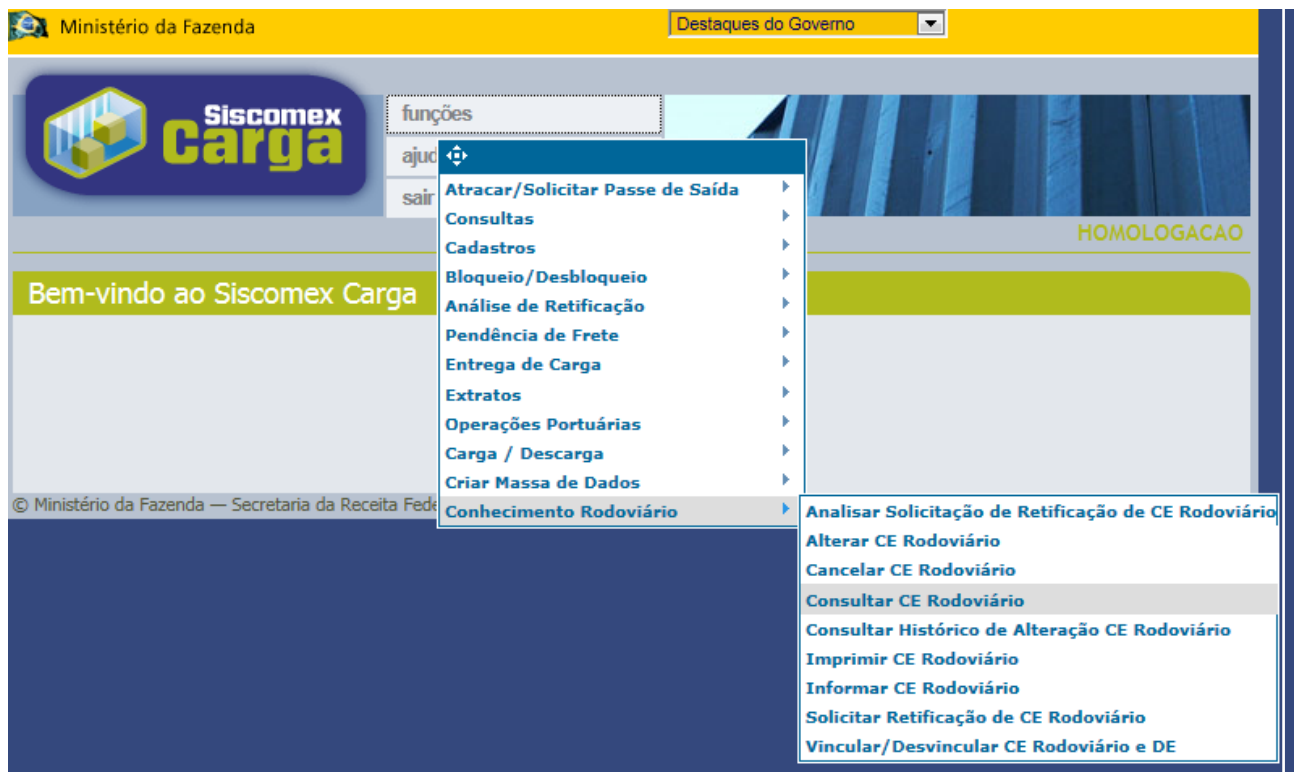 Ministério da Fazenda
Destaques do Governo
Siscomex
Carga
funções
ajud
sair
Atracar/Solicitar Passe de Saída
Consultas
Cadastros
Bloqueio/Desbloqueio
Análise de Retificação
Pendência de Frete
Entrega de Carga
Extratos
Operações Portuárias
Carga / Descarga
Criar Massa de Dados
Conhecimento Rodoviário
HOMOLOGACAO
Bem-vindo ao Siscomex Carga
© Ministério da Fazenda — Secretaria da Receita Fede
Analisar Solicitação de Retificação de CE Rodoviário
Alterar CE Rodoviário
Cancelar CE Rodoviário
Consultar CE Rodoviário
Consultar Histórico de Alteração CE Rodoviário
Imprimir CE Rodoviário
Informar CE Rodoviário
Solicitar Retificação de CE Rodoviário
Vincular/Desvincular CE Rodoviário e DE